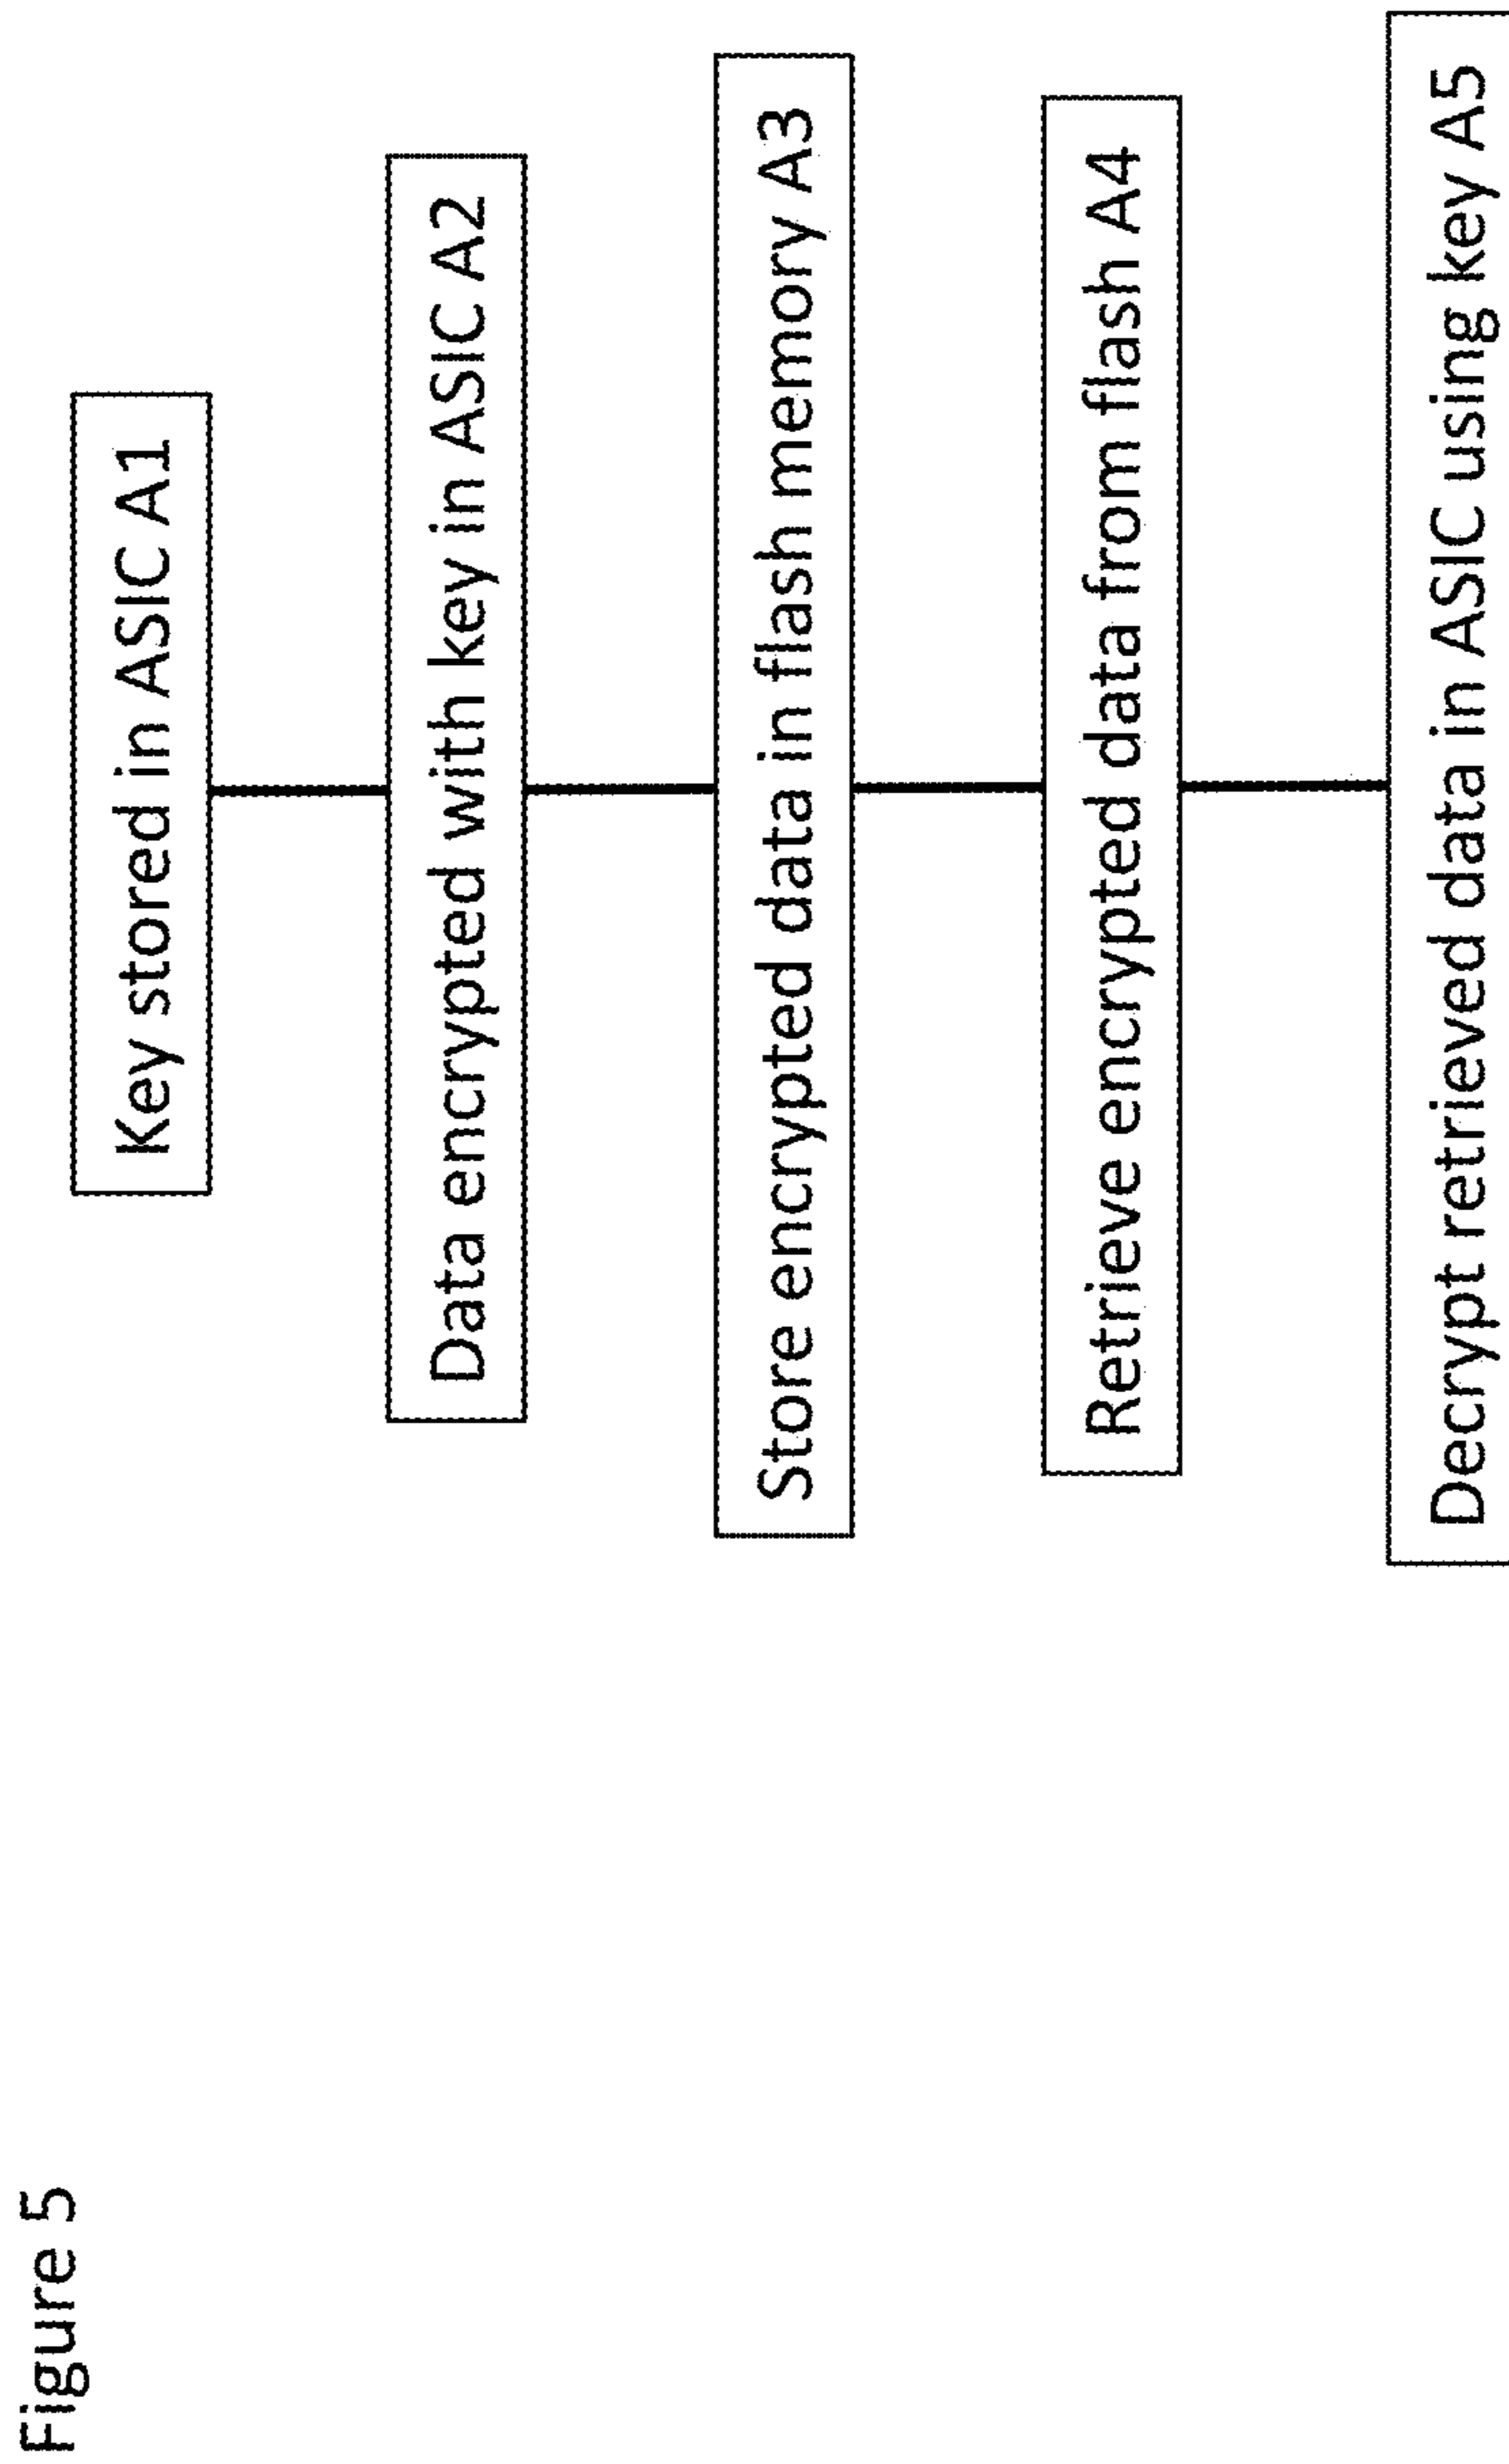 Figure 5
Key stored in ASIC A1
Data encrypted with key in ASIC A2
Store encrypted data in flash memory A3
Retrieve encrypted data from flash A4
Decrypt retrieved data in ASIC using key A5